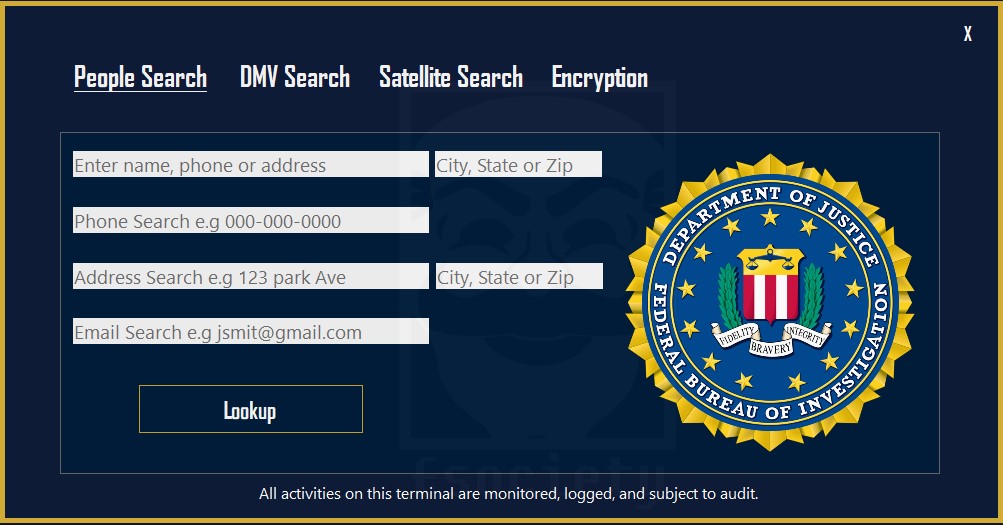 X
People Search DMV Search Satellite Search Encryption
Enter name, phone or address City, State or Zip
Phone Search e.g 000-000-0000
Address Search e.g 123 park Ave City, State or Zip
Email Search e.g jsmit@gmail.com
Lookup
DEPARTMENT OF JUSTICE
FIDELITY BRAVERY INTEGRITY
FEDERAL BUREAU OF INVESTIGATION
fsociety
All activities on this terminal are monitored, logged, and subject to audit.